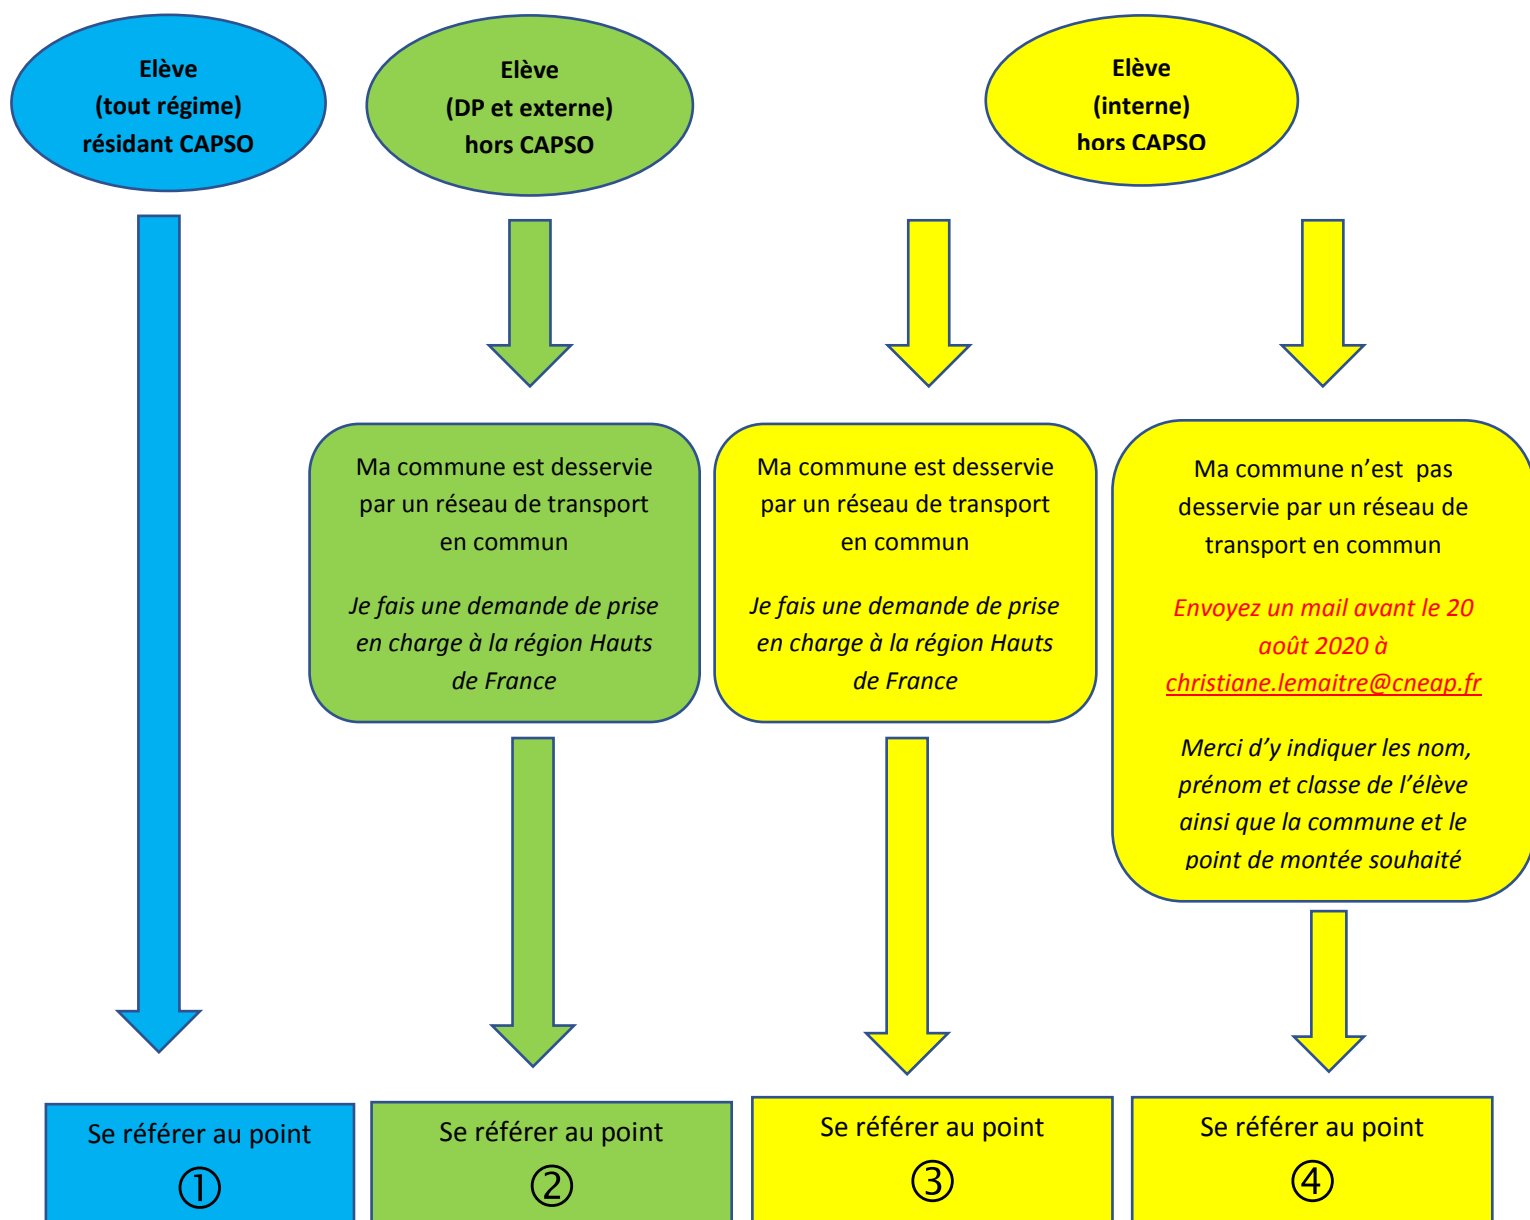 Elève
(tout régime)
résidant CAPSO
Elève
(DP et externe)
hors CAPSO
Elève
(interne)
hors CAPSO
Ma commune est desservie
par un réseau de transport
en commun
Je fais une demande de prise
en charge à la région Hauts
de France
Ma commune est desservie
par un réseau de transport
en commun
Je fais une demande de prise
en charge à la région Hauts
de France
Ma commune n’est  pas
desservie par un réseau de
transport en commun
Envoyez un mail avant le 20
août 2020 à
christiane.lemaitre@cneap.fr
Merci d’y indiquer les nom,
prénom et classe de l’élève
ainsi que la commune et le
point de montée souhaité
Se référer au point
①
Se référer au point
②
Se référer au point
③
Se référer au point
④